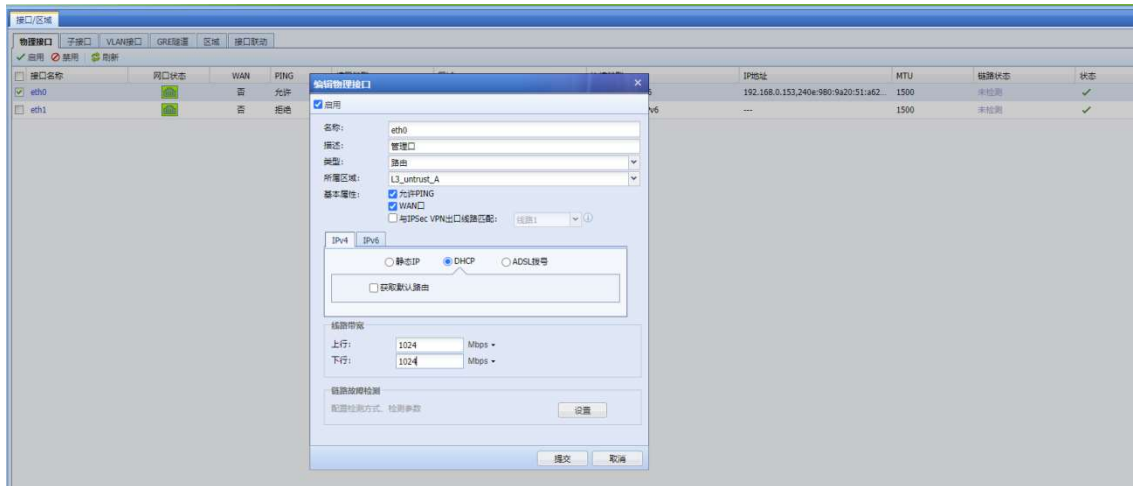 接口/区域
物理接口 子接口 VLAN接口 GRE隧道 区域 接口联动
启用 禁用 刷新
接口名称 网口状态 WAN PING IP地址 MTU 链路状态 状态
eth0 否 允许 192.168.0.153,240e:980:9a20:51:a62... 1500 未检测
eth1 否 拒绝 v6 --- 1500 未检测
编辑物理接口
启用
名称: eth0
描述: 管理口
类型: 路由
所属区域: L3_untrust_A
基本属性: 允许PING
WAN口
与IPSec VPN出口线路匹配: 线路1
IPv4 IPv6
静态IP DHCP ADSL拨号
获取默认路由
线路带宽
上行: 1024 Mbps
下行: 1024 Mbps
链路故障检测
配置检测方式、检测参数 设置
提交 取消